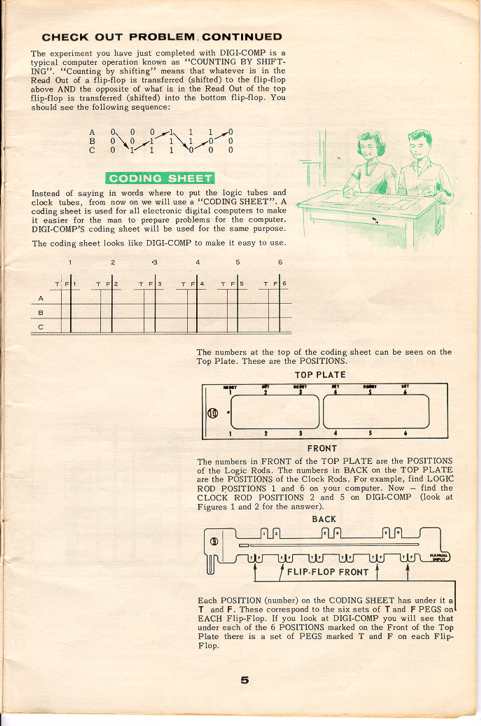 CHECK OUT PROBLEM, CONTINUED
The experiment you have just completed with DIGI-COMP is a
typical computer operation known as "COUNTING BY SHIFT-
ING". "Counting by shifting" means that whatever is in the
Read Out of a flip-flop is transferred (shifted) to the flip-flop
above AND the opposite of what is in the Read Out of the top
flip-flop is transferred (shifted) into the bottom flip-flop. You
should see the following sequence:
A 0 0 0 1 1 1 0
B 0 0 1 1 1 0 0
C 0 1 1 1 0 0 0
CODING SHEET
Instead of saying in words where to put the logic tubes and
clock tubes, from now on we will use a "CODING SHEET". A
coding sheet is used for all electronic digital computers to make
it easier for the man to prepare problems for the computer.
DIGI-COMP'S coding sheet will be used for the same purpose.
The coding sheet looks like DIGI-COMP to make it easy to use.
1 2 3 4 5 6
T F 1 T F 2 T F 3 T F 4 T F 5 T F 6
A
B
C
The numbers at the top of the coding sheet can be seen on the
Top Plate. These are the POSITIONS.
TOP PLATE
RESET SET RESET SET RESET SET
1 2 3 4 5 6
10
1 2 3 4 5 6
FRONT
The numbers in FRONT of the TOP PLATE are the POSITIONS
of the Logic Rods. The numbers in BACK on the TOP PLATE
are the POSITIONS of the Clock Rods. For example, find LOGIC
ROD POSITIONS 1 and 6 on your computer. Now – find the
CLOCK ROD POSITIONS 2 and 5 on DIGI-COMP (look at
Figures 1 and 2 for the answer).
BACK
MANUAL
INPUT
FLIP-FLOP FRONT
Each POSITION (number) on the CODING SHEET has under it a
T and F. These correspond to the six sets of T and F PEGS on
EACH Flip-Flop. If you look at DIGI-COMP you will see that
under each of the 6 POSITIONS marked on the Front of the Top
Plate there is a set of PEGS marked T and F on each Flip-
Flop.
5